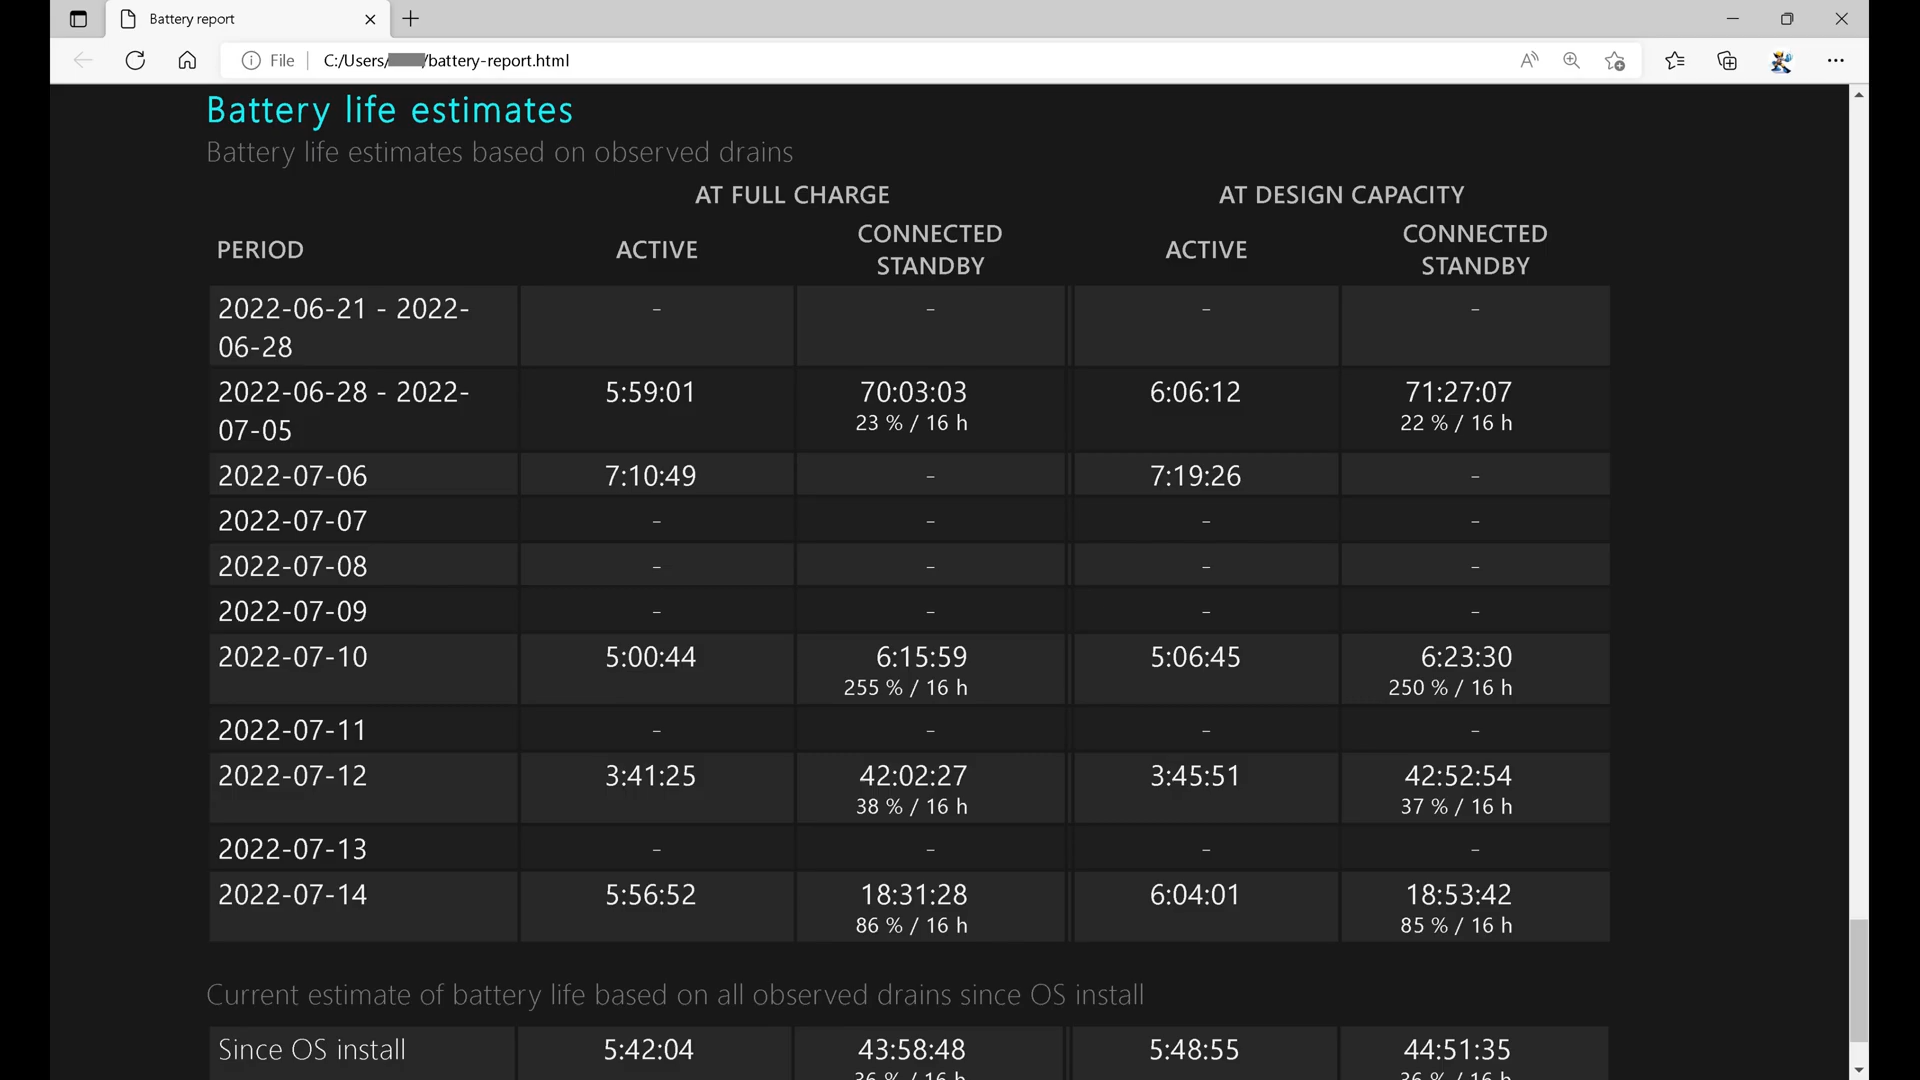 Battery report
File
C:/Users/ /battery-report.html
Battery life estimates
Battery life estimates based on observed drains
AT FULL CHARGE AT DESIGN CAPACITY
PERIOD ACTIVE CONNECTED STANDBY ACTIVE CONNECTED STANDBY
2022-06-21 - 2022-
06-28 - - - -
2022-06-28 - 2022- 5:59:01 70:03:03 6:06:12 71:27:07
07-05 23 % / 16 h 22 % / 16 h
2022-07-06 7:10:49 - 7:19:26 -
2022-07-07 - - - -
2022-07-08 - - - -
2022-07-09 - - - -
2022-07-10 5:00:44 6:15:59 5:06:45 6:23:30
255 % / 16 h 250 % / 16 h
2022-07-11 - - - -
2022-07-12 3:41:25 42:02:27 3:45:51 42:52:54
38 % / 16 h 37 % / 16 h
2022-07-13 - - - -
2022-07-14 5:56:52 18:31:28 6:04:01 18:53:42
86 % / 16 h 85 % / 16 h
Current estimate of battery life based on all observed drains since OS install
Since OS install 5:42:04 43:58:48 5:48:55 44:51:35
36 % / 16 h 36 % / 16 h